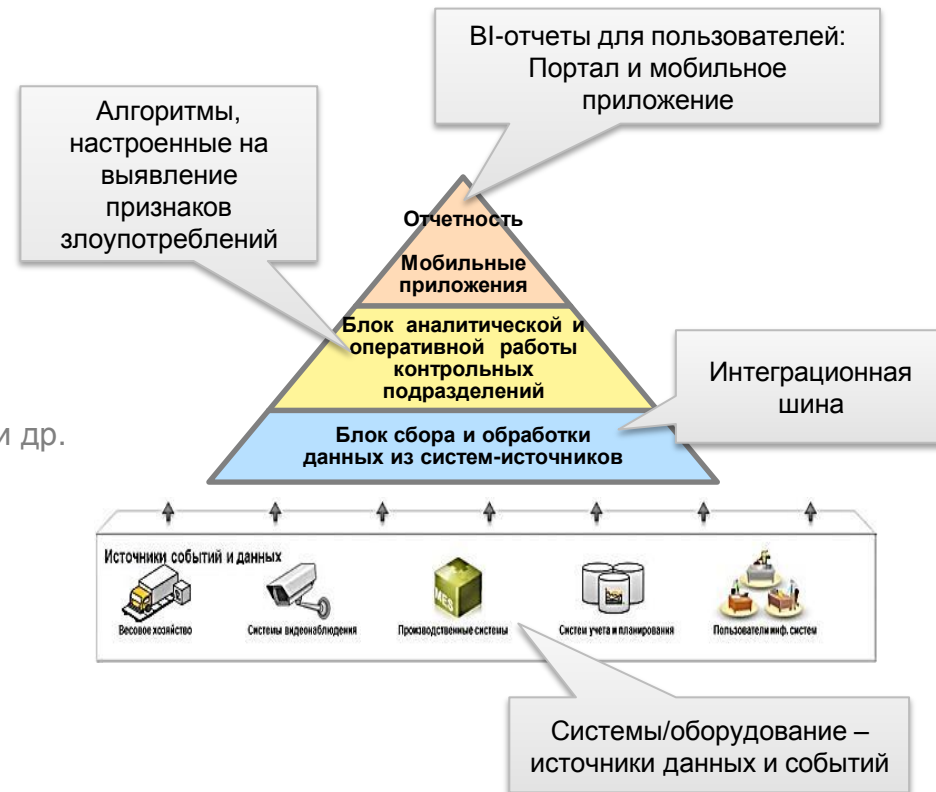 BI-отчеты для пользователей:
Портал и мобильное
приложение
Алгоритмы,
настроенные на
выявление
признаков
злоупотреблений
Отчетность
Мобильные
приложения
Блок аналитической и
оперативной работы
контрольных
подразделений
Интеграционная
шина
и др.
Блок сбора и обработки
данных из систем-источников
Источники событий и данных
MES
Весовое хозяйство
Системы видеонаблюдения
Производственные системы
Систем учета и планирования
Пользователи инф. систем
Системы/оборудование –
источники данных и событий